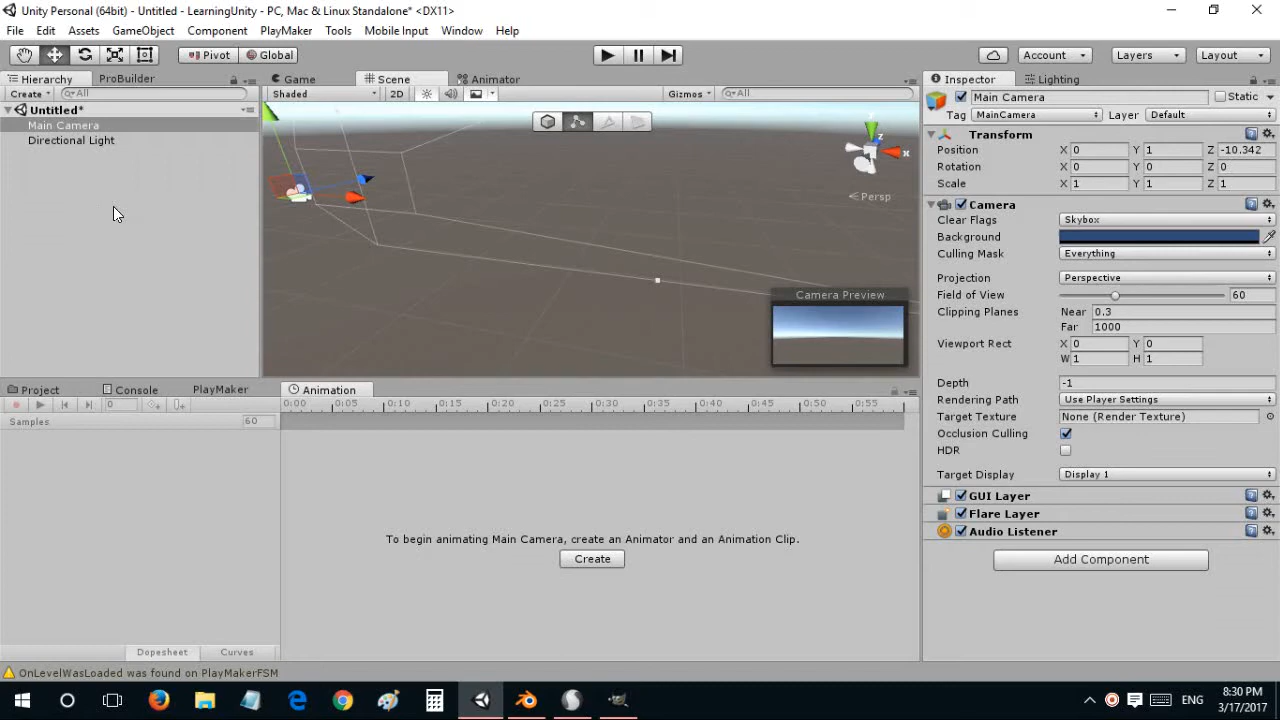 Unity Personal (64bit) - Untitled - LearningUnity - PC, Mac & Linux Standalone* <DX11>
File Edit Assets GameObject Component PlayMaker Tools Mobile Input Window Help
Pivot Global Account Layers Layout
Hierarchy ProBuilder Game Scene Animator Inspector Lighting
Create All Shaded 2D Gizmos All Main Camera Static
Untitled*
Tag MainCamera Layer Default
Main Camera
Directional Light
Transform
Position X 0 Y 1 Z -10.342
Rotation X 0 Y 0 Z 0
Scale X 1 Y 1 Z 1
y
z
x
Persp
Camera
Clear Flags Skybox
Background
Culling Mask Everything
Projection Perspective
Field of View 60
Clipping Planes Near 0.3
Far 1000
Viewport Rect X 0 Y 0
W 1 H 1
Camera Preview
Depth -1
Rendering Path Use Player Settings
Target Texture None (Render Texture)
Occlusion Culling
HDR
Target Display Display 1
GUI Layer
Flare Layer
Audio Listener
Add Component
Project Console PlayMaker Animation
0 0:00 0:05 0:10 0:15 0:20 0:25 0:30 0:35 0:40 0:45 0:50 0:55
Samples 60
To begin animating Main Camera, create an Animator and an Animation Clip.
Create
Dopesheet Curves
OnLevelWasLoaded was found on PlayMakerFSM
ENG 8:30 PM
3/17/2017